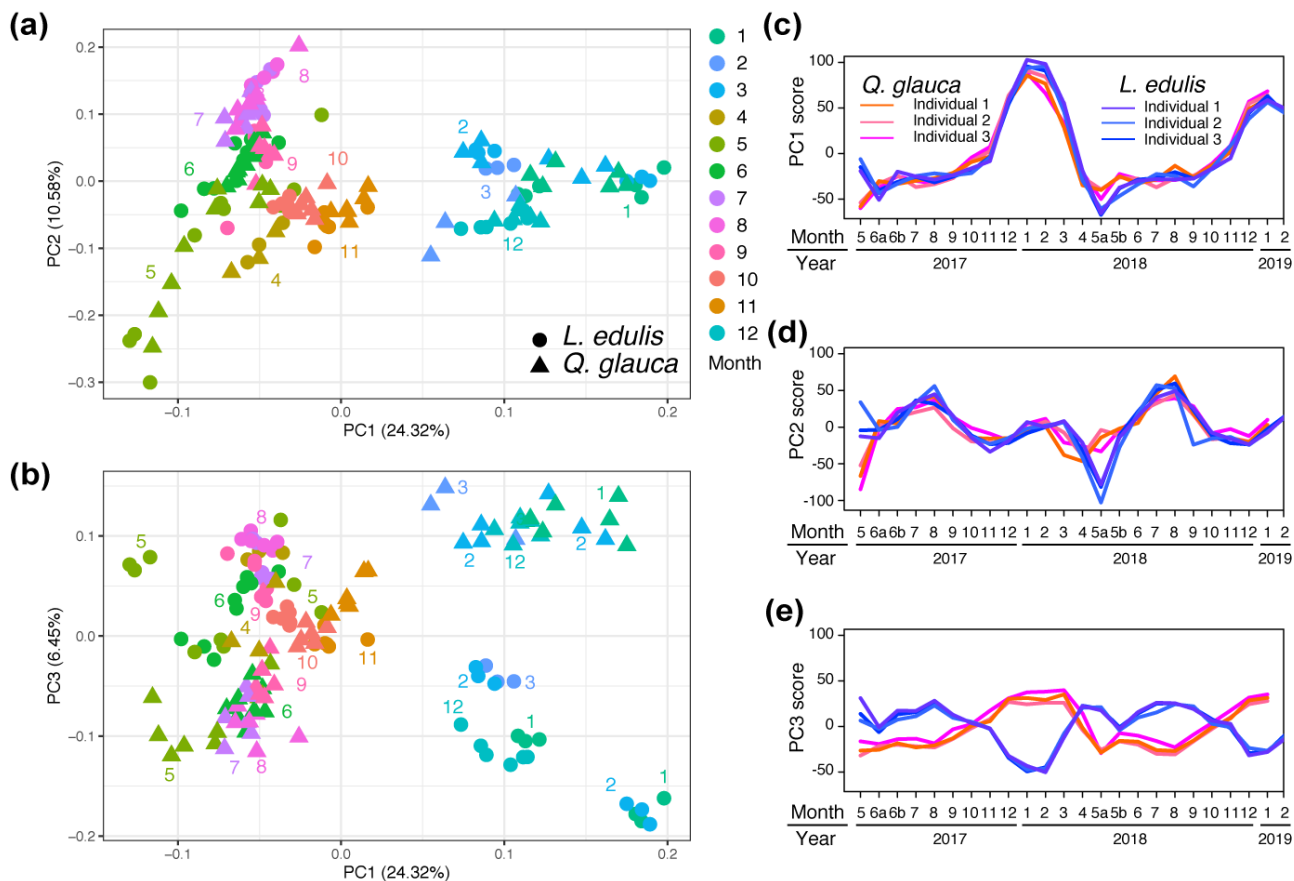 (a)
0.2
0.1
0.0
−0.1
−0.2
−0.3
PC2 (10.58%)
−0.1
0.0
0.1
0.2
PC1 (24.32%)
8
7
9
6
10
5
4
11
2
3
1
12
L. edulis
Q. glauca
1
2
3
4
5
6
7
8
9
10
11
12
Month
(b)
0.1
0.0
−0.1
−0.2
PC3 (6.45%)
−0.1
0.0
0.1
0.2
PC1 (24.32%)
5
8
7
6
5
9
4
10
11
9
6
5
7
8
3
1
2
12
2
2
3
12
1
2
1
(c)
100
50
0
-50
PC1 score
Q. glauca
Individual 1
Individual 2
Individual 3
L. edulis
Individual 1
Individual 2
Individual 3
Month 5 6a 6b 7 8 9 10 11 12 1 2 3 4 5a 5b 6 7 8 9 10 11 12 1 2
Year 2017 2018 2019
(d)
100
50
0
-50
-100
PC2 score
Month 5 6a 6b 7 8 9 10 11 12 1 2 3 4 5a 5b 6 7 8 9 10 11 12 1 2
Year 2017 2018 2019
(e)
100
50
0
-50
PC3 score
Month 5 6a 6b 7 8 9 10 11 12 1 2 3 4 5a 5b 6 7 8 9 10 11 12 1 2
Year 2017 2018 2019